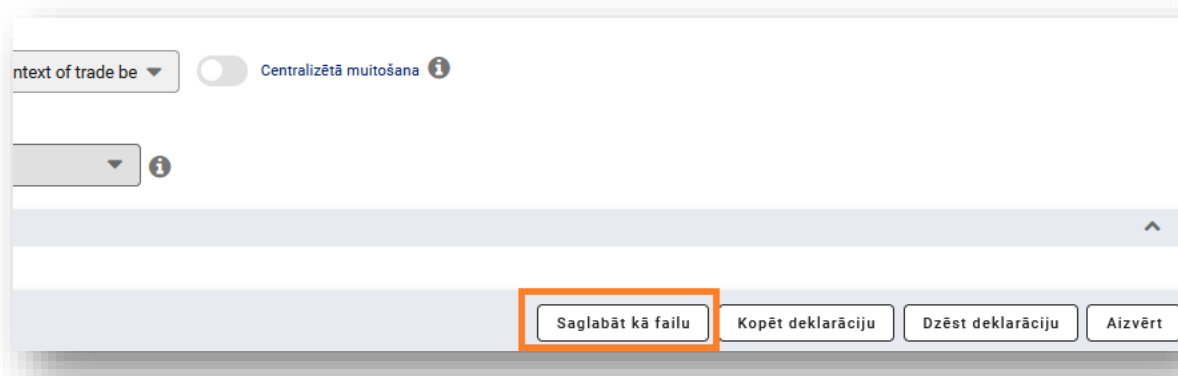 ntext of trade be
Centralizētā muitošana
Saglabāt kā failu
Kopēt deklarāciju
Dzēst deklarāciju
Aizvērt